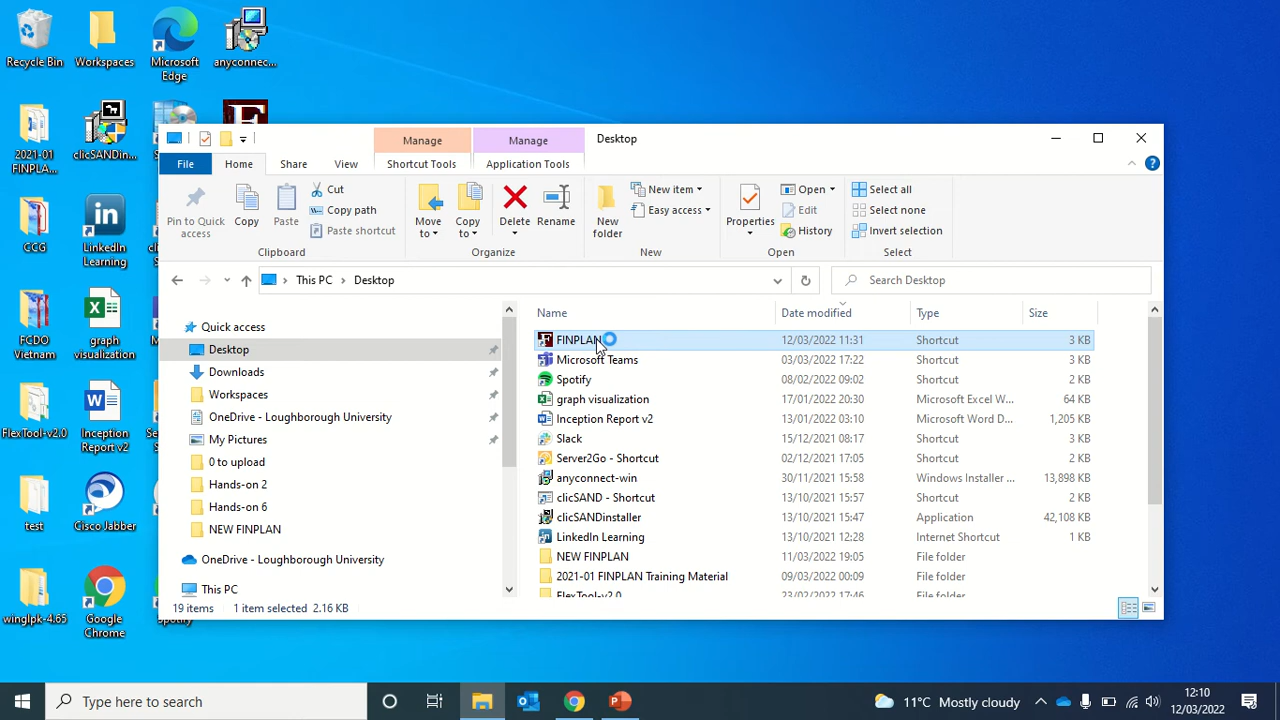 Recycle Bin
Workspaces
Microsoft
Edge
anyconnec...
2021-01
FINPLA...
clicSANDin...
CCG
LinkedIn
Learning
FCDO
Vietnam
graph
visualization
FlexTool-v2.0
Inception
Report v2
test
Cisco Jabber
winglpk-4.65
Google
Chrome
Spotify
Manage
Manage
Desktop
File
Home
Share
View
Shortcut Tools
Application Tools
Pin to Quick
access
Copy
Paste
Cut
Copy path
Paste shortcut
Clipboard
Move
to
Copy
to
Delete
Rename
Organize
New
folder
New item
Easy access
New
Properties
Open
Edit
History
Open
Select all
Select none
Invert selection
Select
This PC
Desktop
Search Desktop
Quick access
Desktop
Downloads
Workspaces
OneDrive - Loughborough University
My Pictures
0 to upload
Hands-on 2
Hands-on 6
NEW FINPLAN
OneDrive - Loughborough University
This PC
Name Date modified Type Size
FINPLAN 12/03/2022 11:31 Shortcut 3 KB
Microsoft Teams 03/03/2022 17:22 Shortcut 3 KB
Spotify 08/02/2022 09:02 Shortcut 2 KB
graph visualization 17/01/2022 20:30 Microsoft Excel W... 64 KB
Inception Report v2 13/01/2022 03:10 Microsoft Word D... 1,205 KB
Slack 15/12/2021 08:17 Shortcut 3 KB
Server2Go - Shortcut 02/12/2021 17:05 Shortcut 2 KB
anyconnect-win 30/11/2021 15:58 Windows Installer ... 13,898 KB
clicSAND - Shortcut 13/10/2021 15:57 Shortcut 2 KB
clicSANDinstaller 13/10/2021 15:47 Application 42,108 KB
LinkedIn Learning 13/10/2021 12:28 Internet Shortcut 1 KB
NEW FINPLAN 11/03/2022 19:05 File folder
2021-01 FINPLAN Training Material 09/03/2022 00:09 File folder
FlexTool-v2.0 23/02/2022 17:46 File folder
19 items 1 item selected 2.16 KB
Type here to search
11°C Mostly cloudy
12:10
12/03/2022